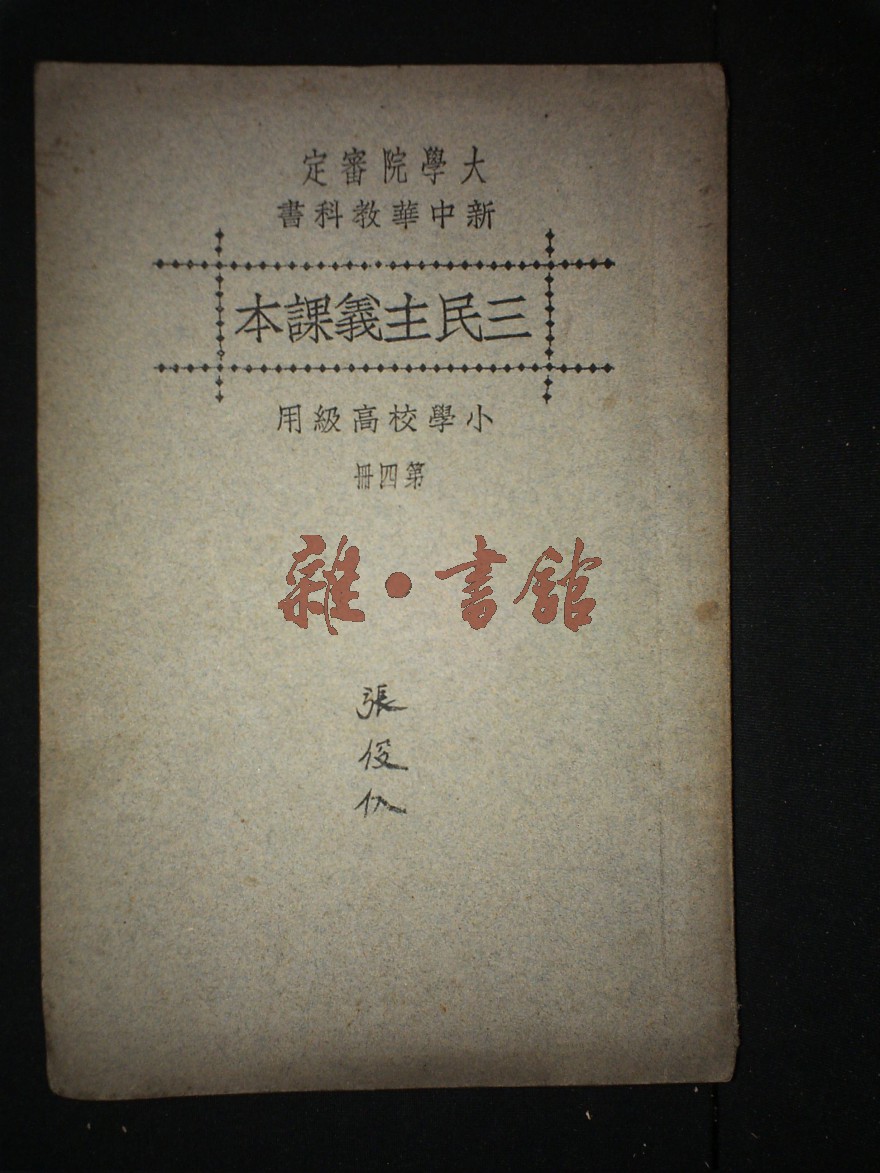 大學院審定
新中華教科書
三民主義課本
小學校高級用
第四冊
雜·書館
張
俊